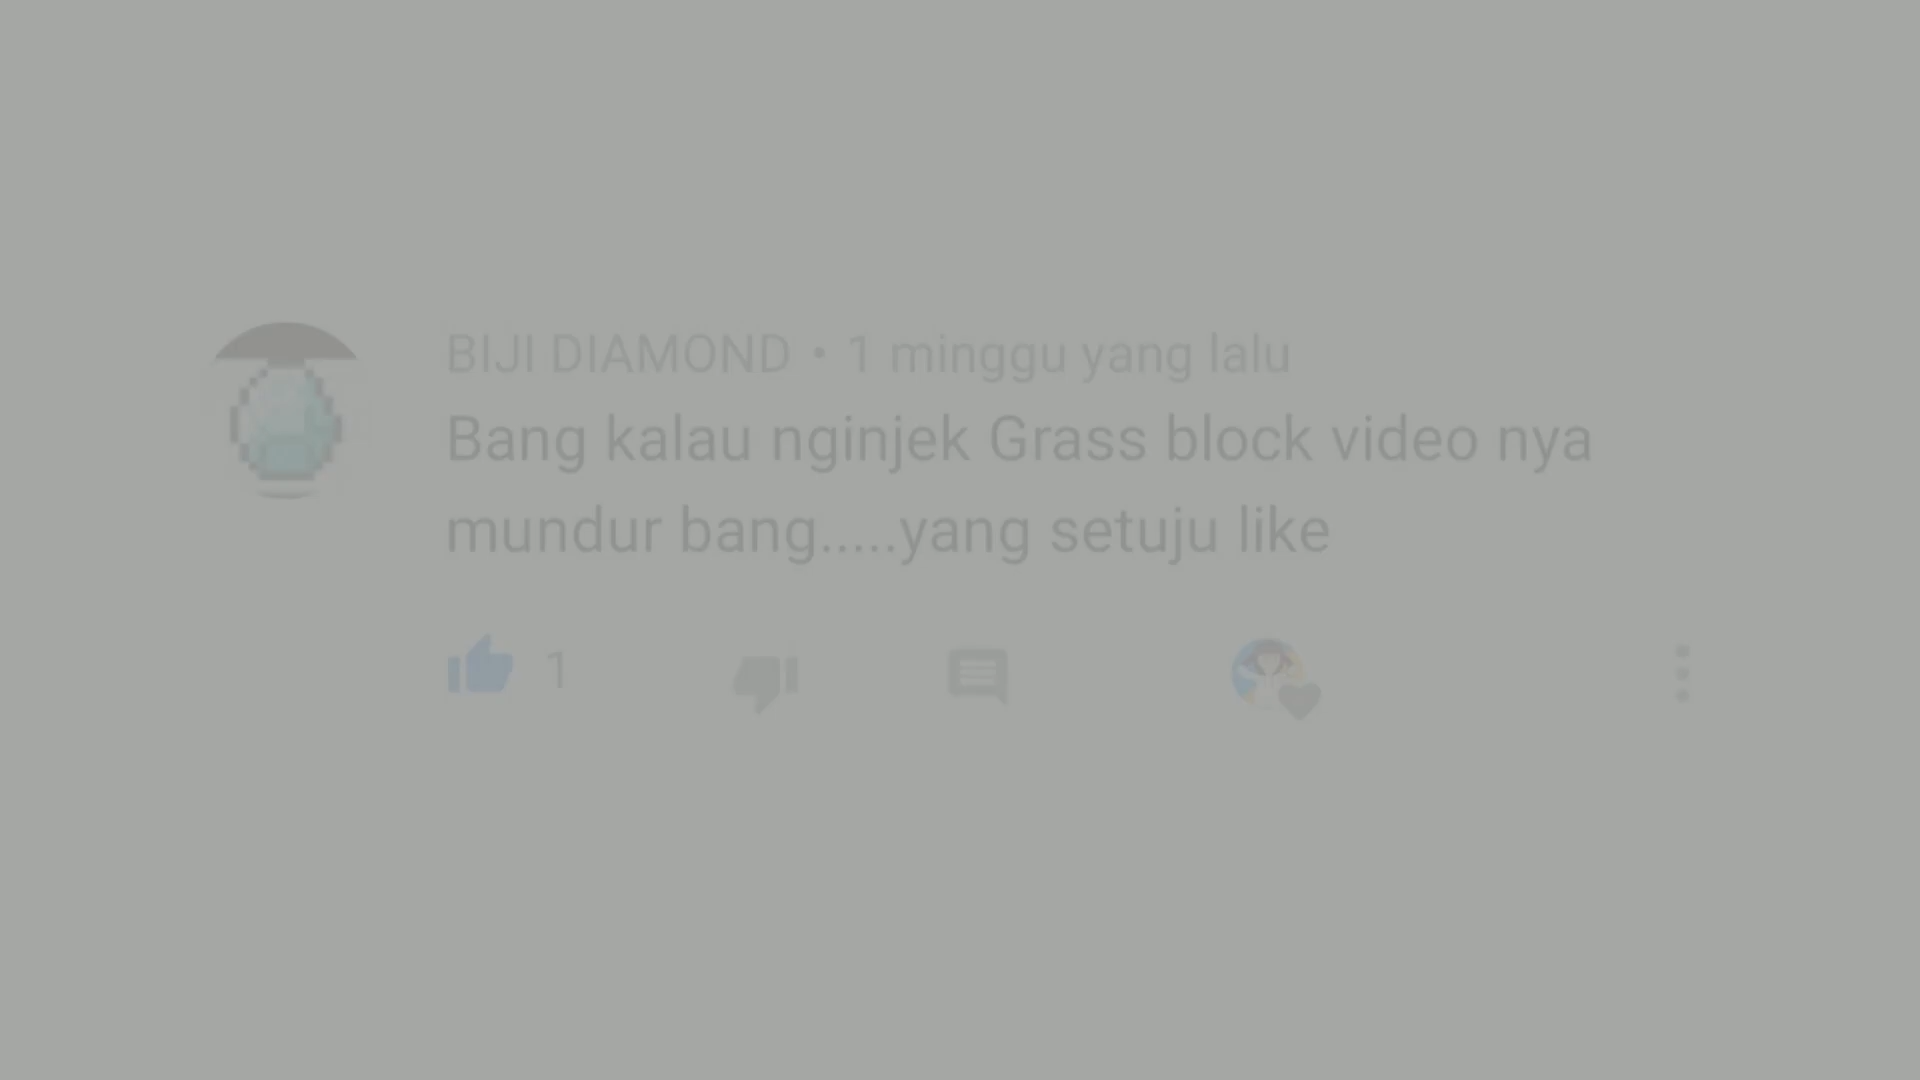 BIJI DIAMOND • 1 minggu yang lalu
Bang kalau nginjek Grass block video nya
mundur bang.....yang setuju like
1